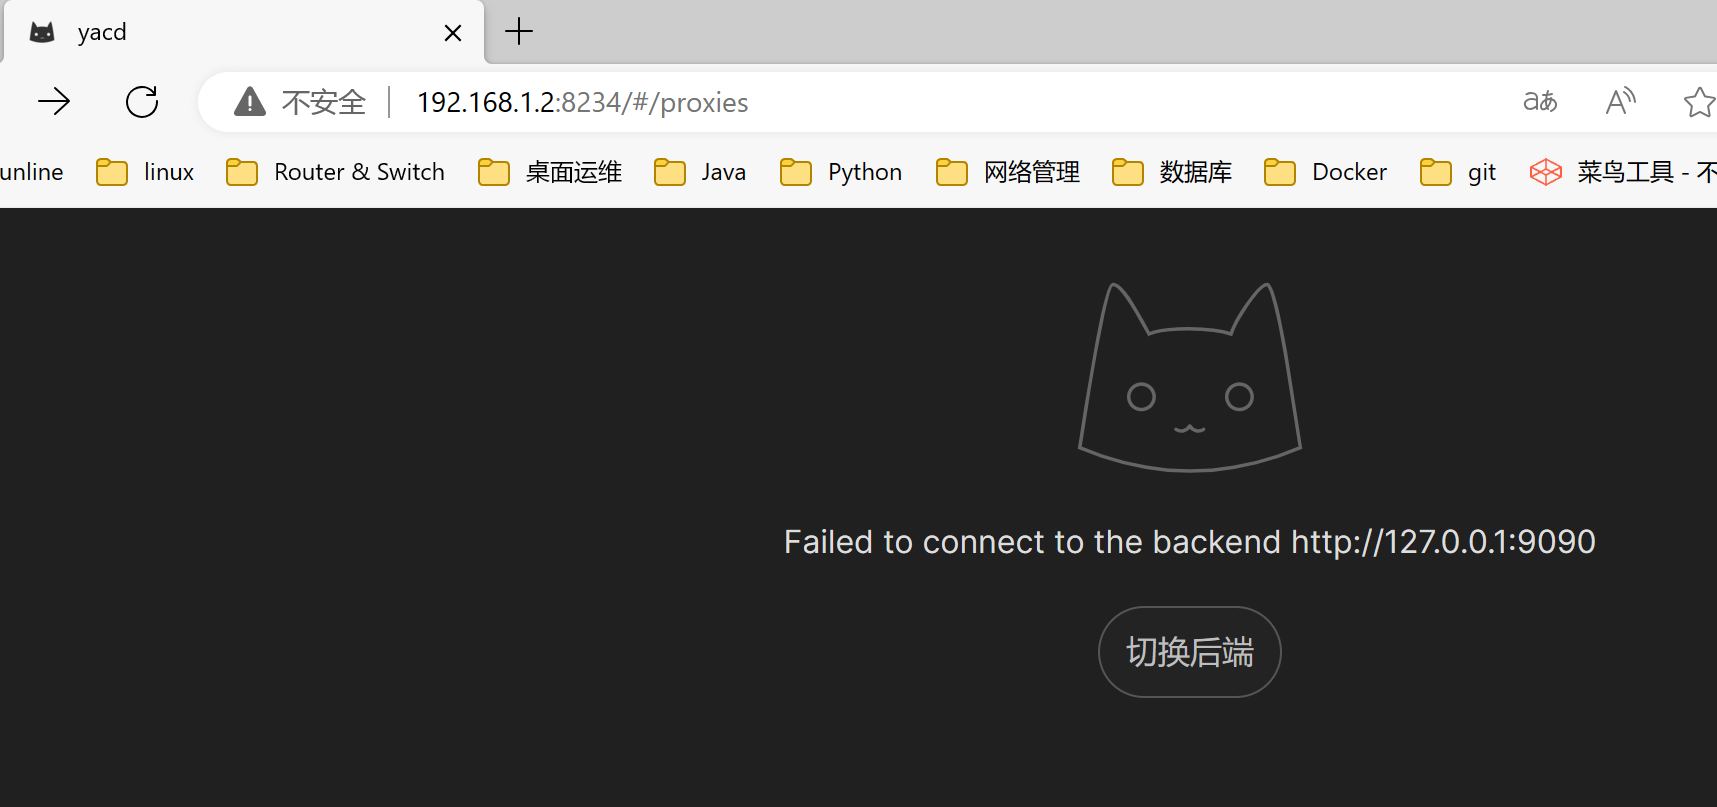 yacd
不安全 192.168.1.2:8234/#/proxies aあ A
unline linux Router & Switch 桌面运维 Java Python 网络管理 数据库 Docker git 菜鸟工具 - 不
Failed to connect to the backend http://127.0.0.1:9090
切换后端